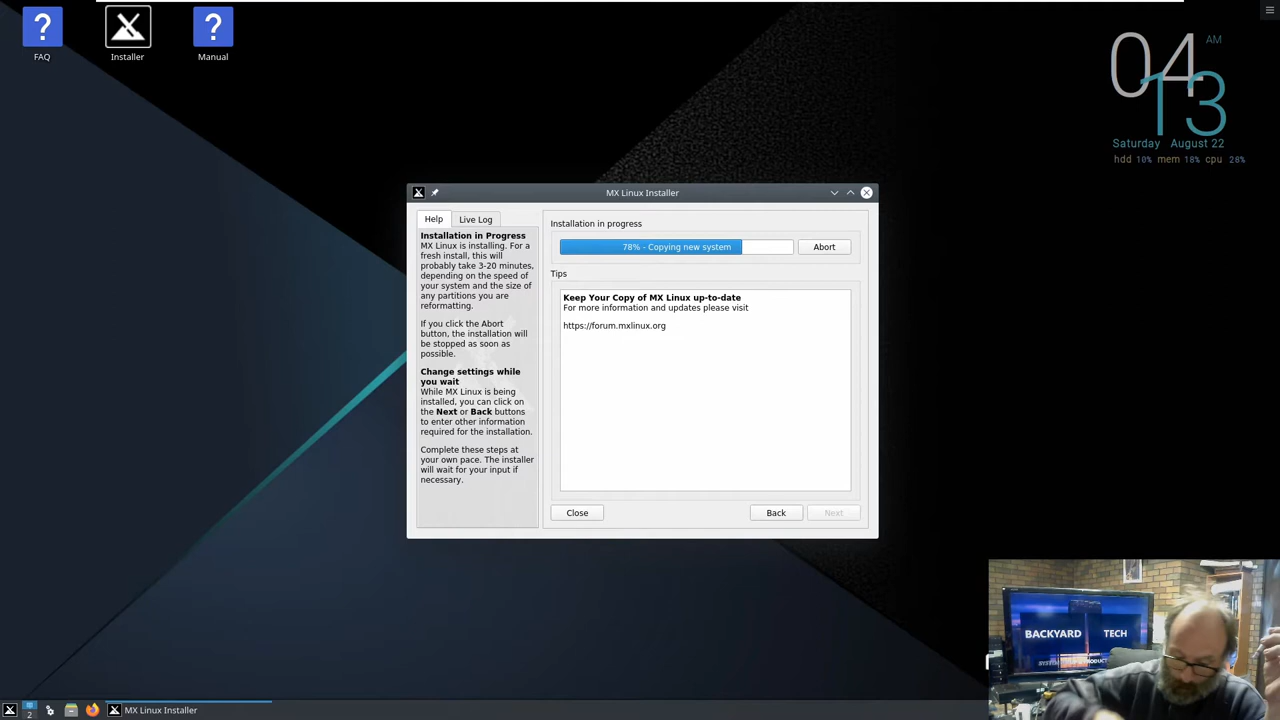 FAQ
Installer
Manual
04
AM
13
Saturday August 22
hdd 10% mem 18% cpu 28%
MX Linux Installer
Help
Live Log
Installation in Progress
MX Linux is installing. For a
fresh install, this will
probably take 3-20 minutes,
depending on the speed of
your system and the size of
any partitions you are
reformatting.
If you click the Abort
button, the installation will
be stopped as soon as
possible.
Change settings while
you wait
While MX Linux is being
installed, you can click on
the Next or Back buttons
to enter other information
required for the installation.
Complete these steps at
your own pace. The installer
will wait for your input if
necessary.
Installation in progress
78% - Copying new system
Abort
Tips
Keep Your Copy of MX Linux up-to-date
For more information and updates please visit
https://forum.mxlinux.org
Close
Back
Next
BACKYARD TECH
2
MX Linux Installer